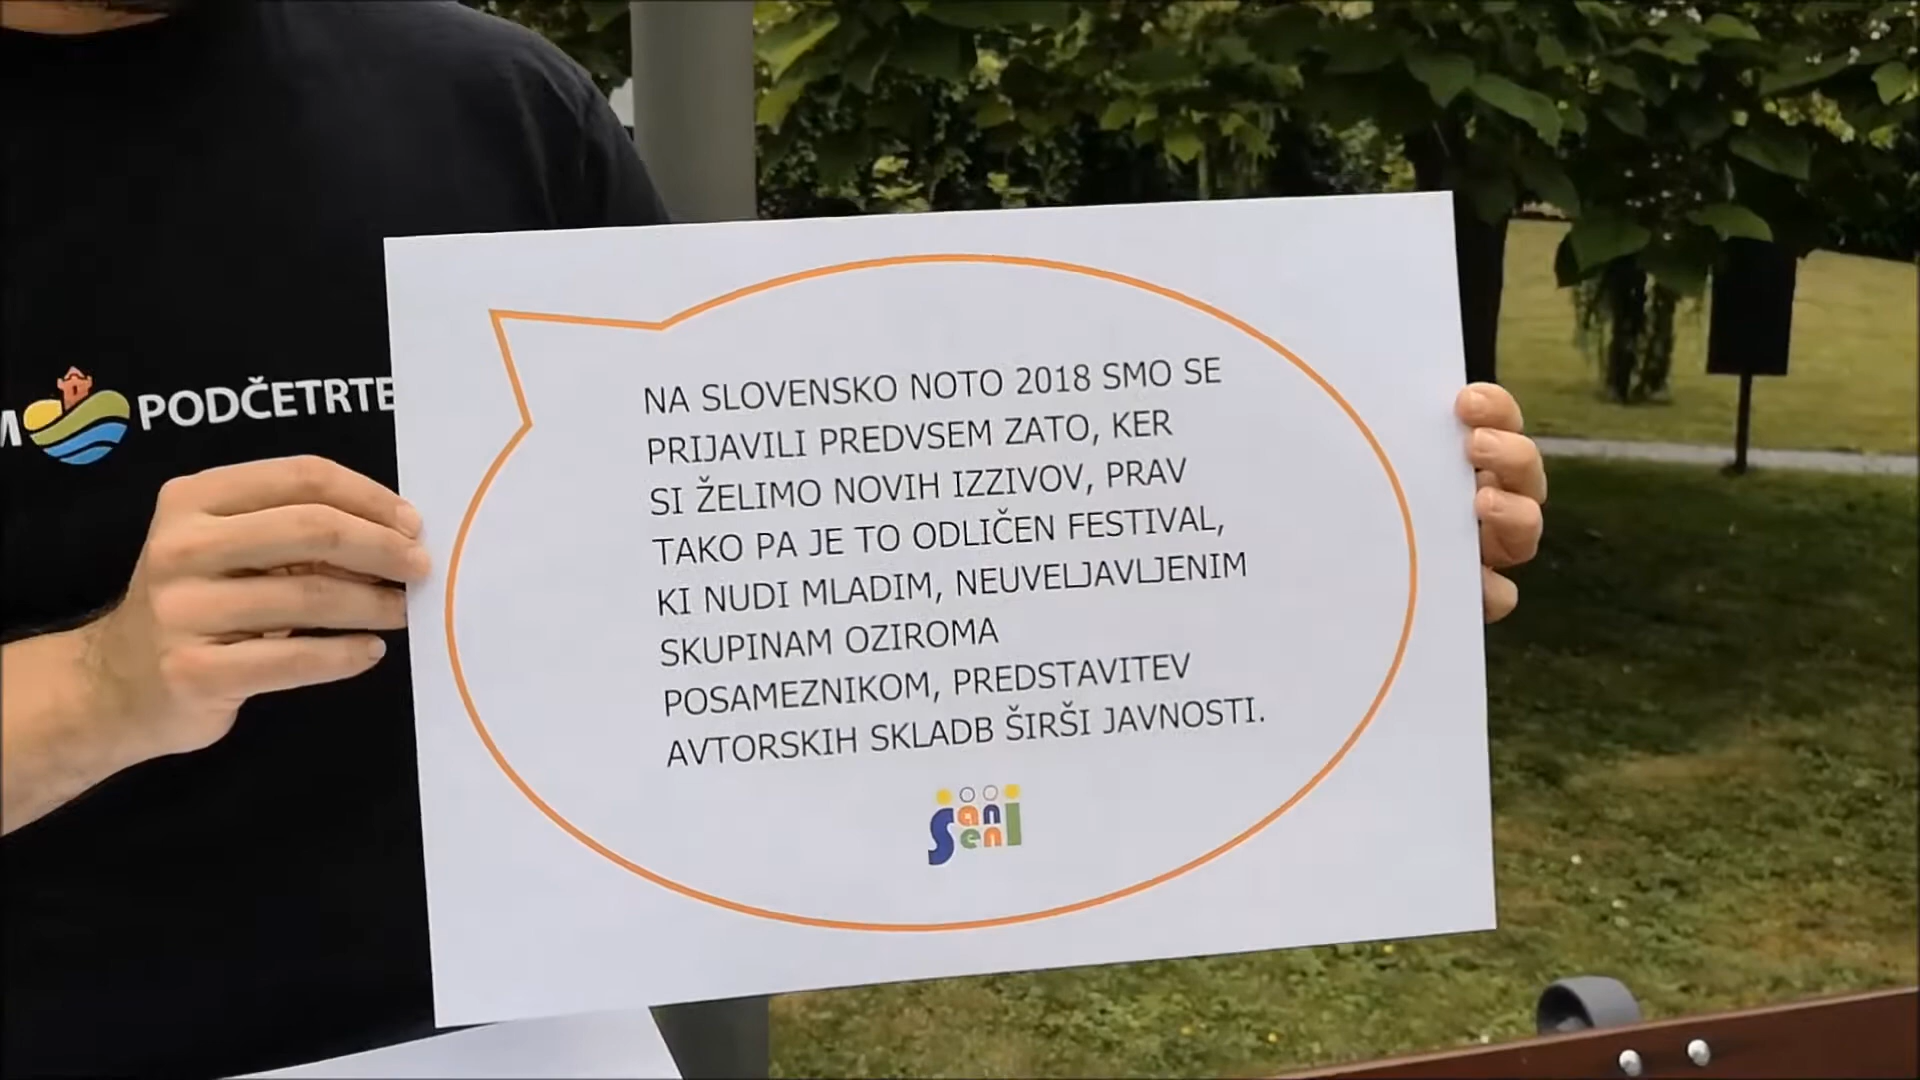 NA SLOVENSKO NOTO 2018 SMO SE
PRIJAVILI PREDVSEM ZATO, KER
SI ŽELIMO NOVIH IZZIVOV, PRAV
TAKO PA JE TO ODLIČEN FESTIVAL,
KI NUDI MLADIM, NEUVELJAVLJENIM
SKUPINAM OZIROMA
POSAMEZNIKOM, PREDSTAVITEV
AVTORSKIH SKLADB ŠIRŠI JAVNOSTI.
PODČETRTE